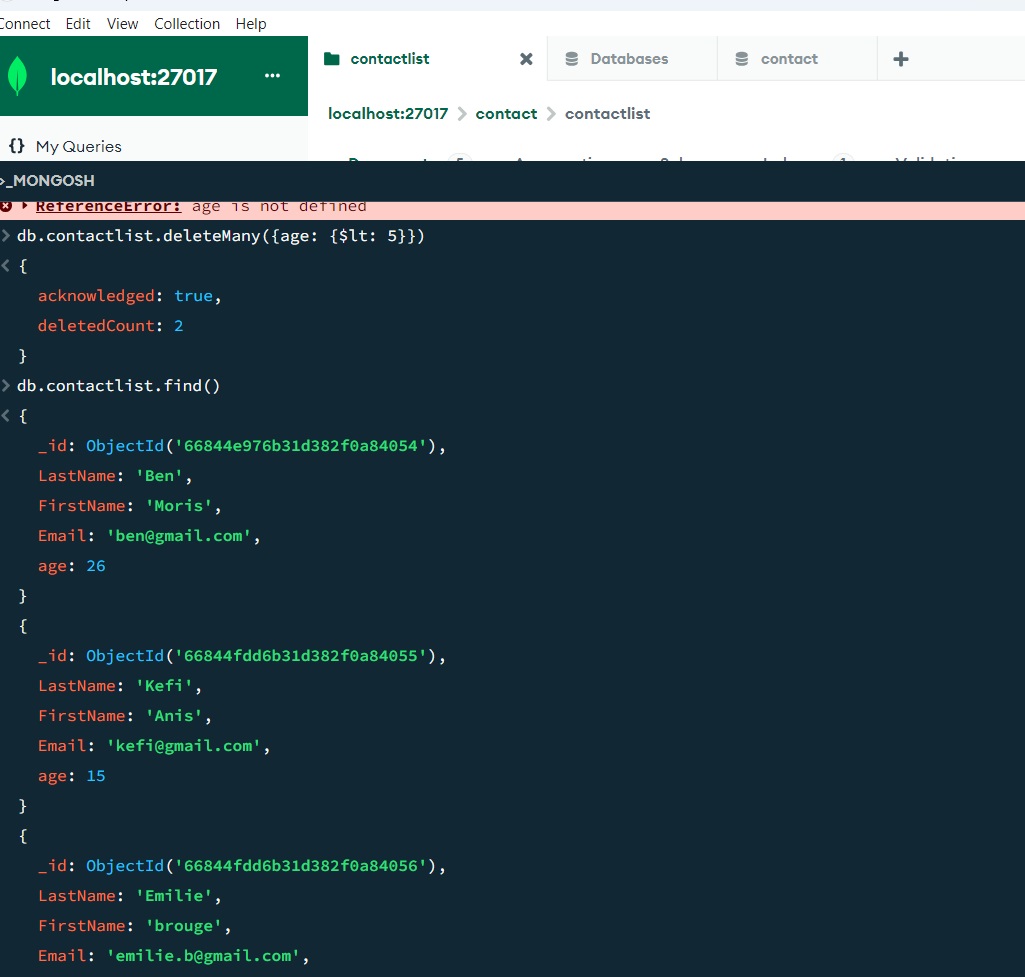 Connect Edit View Collection Help
localhost:27017 ...
contactlist
Databases
contact
localhost:27017 > contact > contactlist
{} My Queries
>_MONGOSH
ReferenceError: age is not defined
> db.contactlist.deleteMany({age: {$lt: 5}})
< {
acknowledged: true,
deletedCount: 2
}
> db.contactlist.find()
< {
_id: ObjectId('66844e976b31d382f0a84054'),
LastName: 'Ben',
FirstName: 'Moris',
Email: 'ben@gmail.com',
age: 26
}
{
_id: ObjectId('66844fdd6b31d382f0a84055'),
LastName: 'Kefi',
FirstName: 'Anis',
Email: 'kefi@gmail.com',
age: 15
}
{
_id: ObjectId('66844fdd6b31d382f0a84056'),
LastName: 'Emilie',
FirstName: 'brouge',
Email: 'emilie.b@gmail.com',